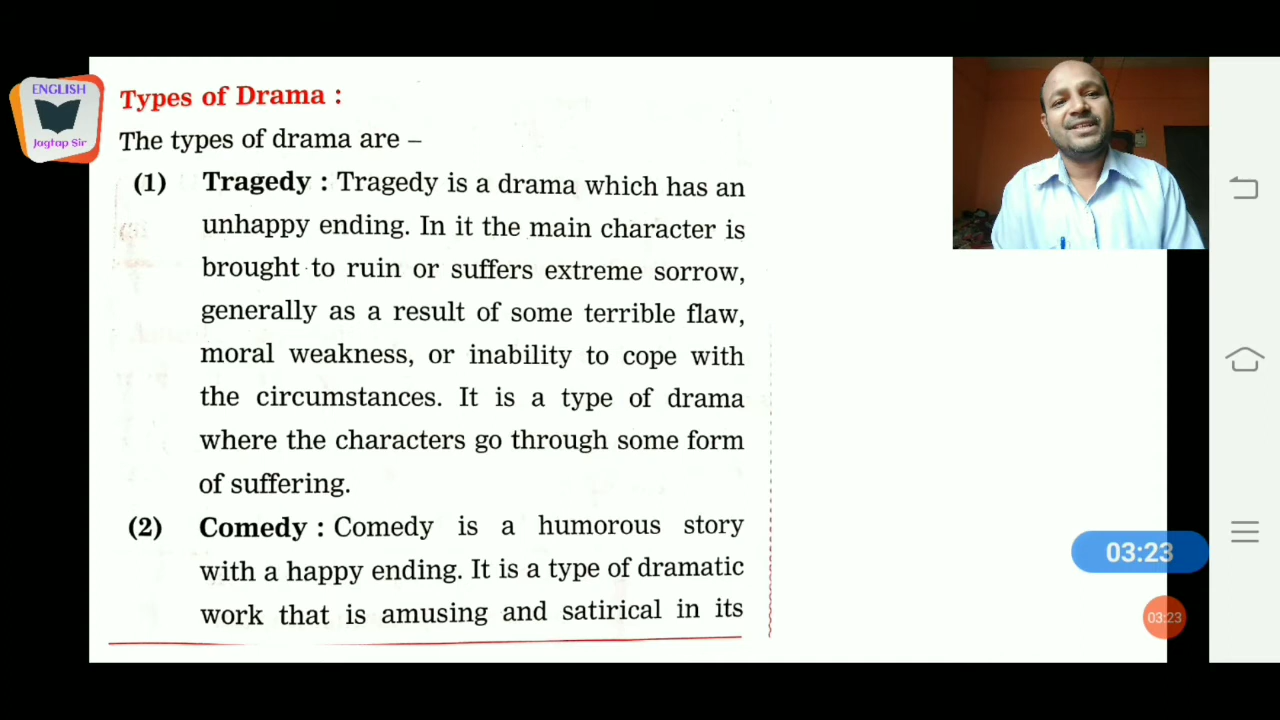 ENGLISH
Jagtap Sir
Types of Drama :
The types of drama are –
(1) Tragedy : Tragedy is a drama which has an
unhappy ending. In it the main character is
brought to ruin or suffers extreme sorrow,
generally as a result of some terrible flaw,
moral weakness, or inability to cope with
the circumstances. It is a type of drama
where the characters go through some form
of suffering.
(2) Comedy : Comedy is a humorous story
with a happy ending. It is a type of dramatic
work that is amusing and satirical in its
03:23
03:23